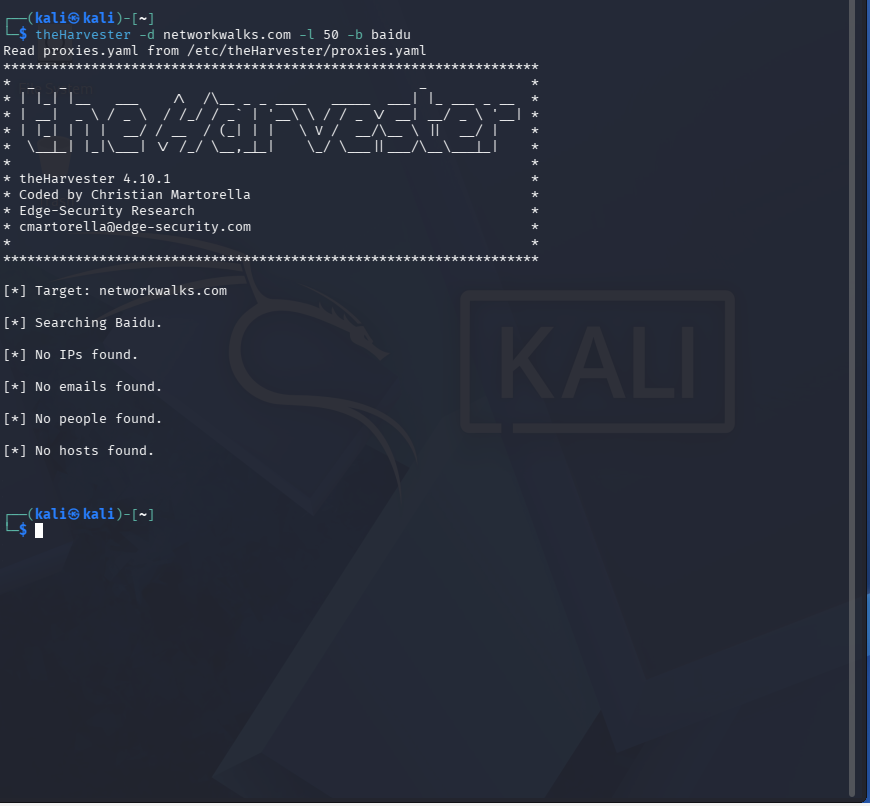 ┌──(kali㉿kali)-[~]
└─$ theHarvester -d networkwalks.com -l 50 -b baidu
Read proxies.yaml from /etc/theHarvester/proxies.yaml
*******************************************************************
*  _   _                                            _             *
* | |_| |__   ___    /\  /\__ _ _ ____   _____  ___| |_ ___ _ __  *
* | __|  _ \ / _ \  / /_/ / _` | '__\ \ / / _ \/ __| __/ _ \ '__| *
* | |_| | | |  __/ / __  / (_| | |   \ V /  __/\__ \ ||  __/ |    *
*  \__|_| |_|\___| \/ /_/ \__,_|_|    \_/ \___||___/\__\___|_|    *
*                                                                 *
* theHarvester 4.10.1                                             *
* Coded by Christian Martorella                                   *
* Edge-Security Research                                          *
* cmartorella@edge-security.com                                   *
*                                                                 *
*******************************************************************
[*] Target: networkwalks.com
[*] Searching Baidu.
[*] No IPs found.
[*] No emails found.
[*] No people found.
[*] No hosts found.
KALI
┌──(kali㉿kali)-[~]
└─$